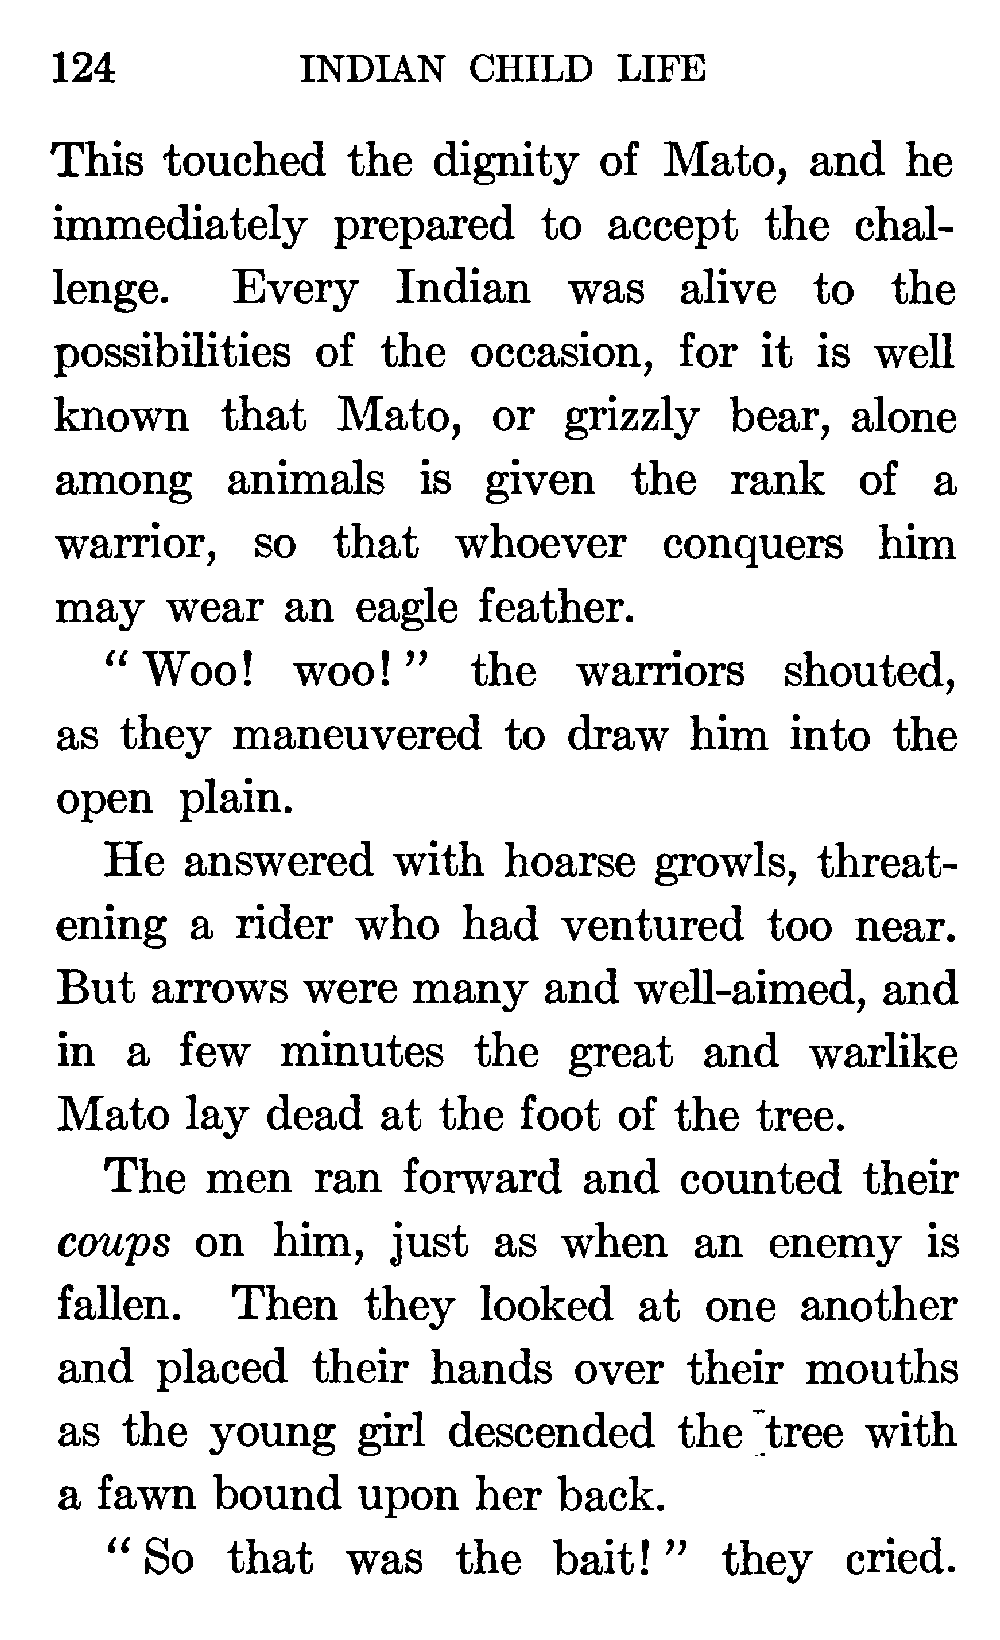 124 INDIAN CHILD LIFE
This touched the dignity of Mato, and he
immediately prepared to accept the chal-
lenge. Every Indian was alive to the
possibilities of the occasion, for it is well
known that Mato, or grizzly bear, alone
among animals is given the rank of a
warrior, so that whoever conquers him
may wear an eagle feather.
“ Woo! woo! ” the warriors shouted,
as they maneuvered to draw him into the
open plain.
He answered with hoarse growls, threat-
ening a rider who had ventured too near.
But arrows were many and well-aimed, and
in a few minutes the great and warlike
Mato lay dead at the foot of the tree.
The men ran forward and counted their
coups on him, just as when an enemy is
fallen. Then they looked at one another
and placed their hands over their mouths
as the young girl descended the tree with
a fawn bound upon her back.
“ So that was the bait! ” they cried.